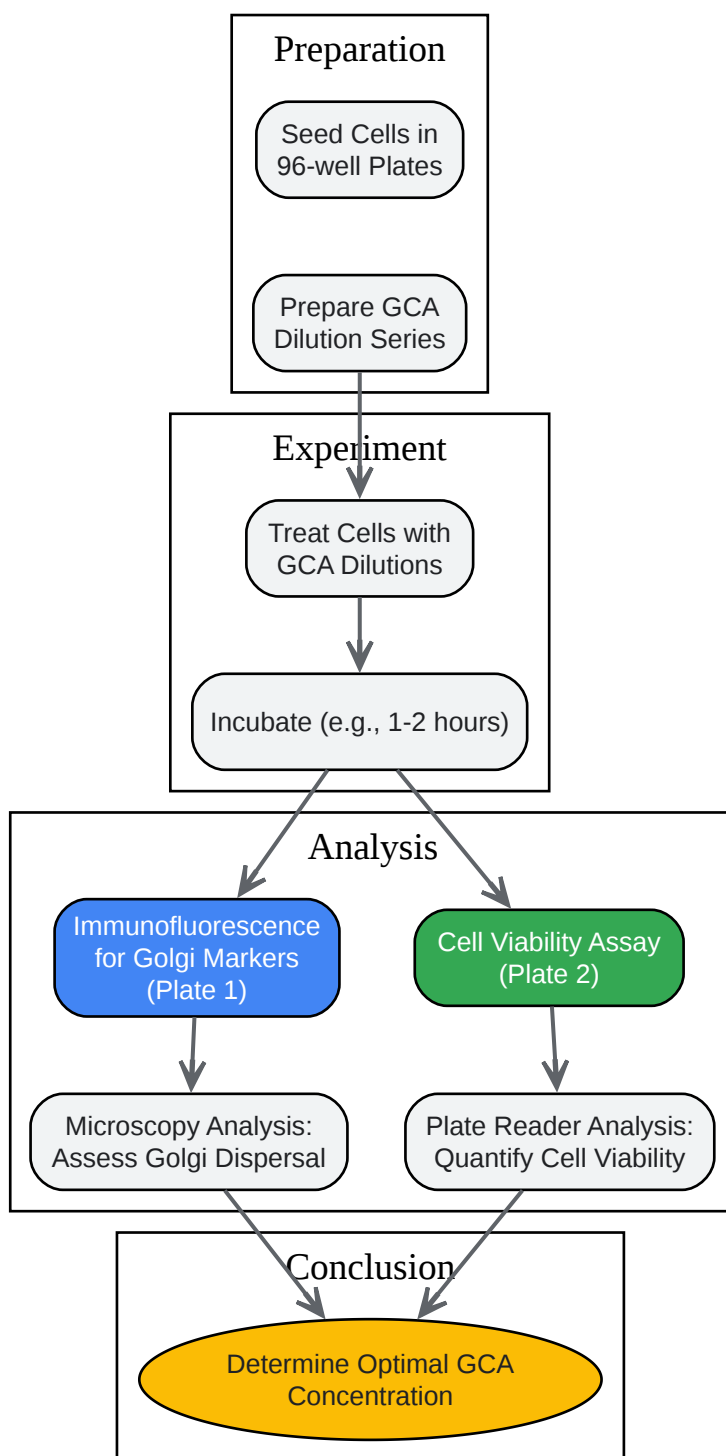 Preparation
Seed Cells in
96-well Plates
Prepare GCA
Dilution Series
Experiment
Treat Cells with
GCA Dilutions
Incubate (e.g., 1-2 hours)
Analysis
Immunofluorescence
for Golgi Markers
(Plate 1)
Cell Viability Assay
(Plate 2)
Microscopy Analysis:
Assess Golgi Dispersal
Plate Reader Analysis:
Quantify Cell Viability
Conclusion
Determine Optimal GCA
Concentration